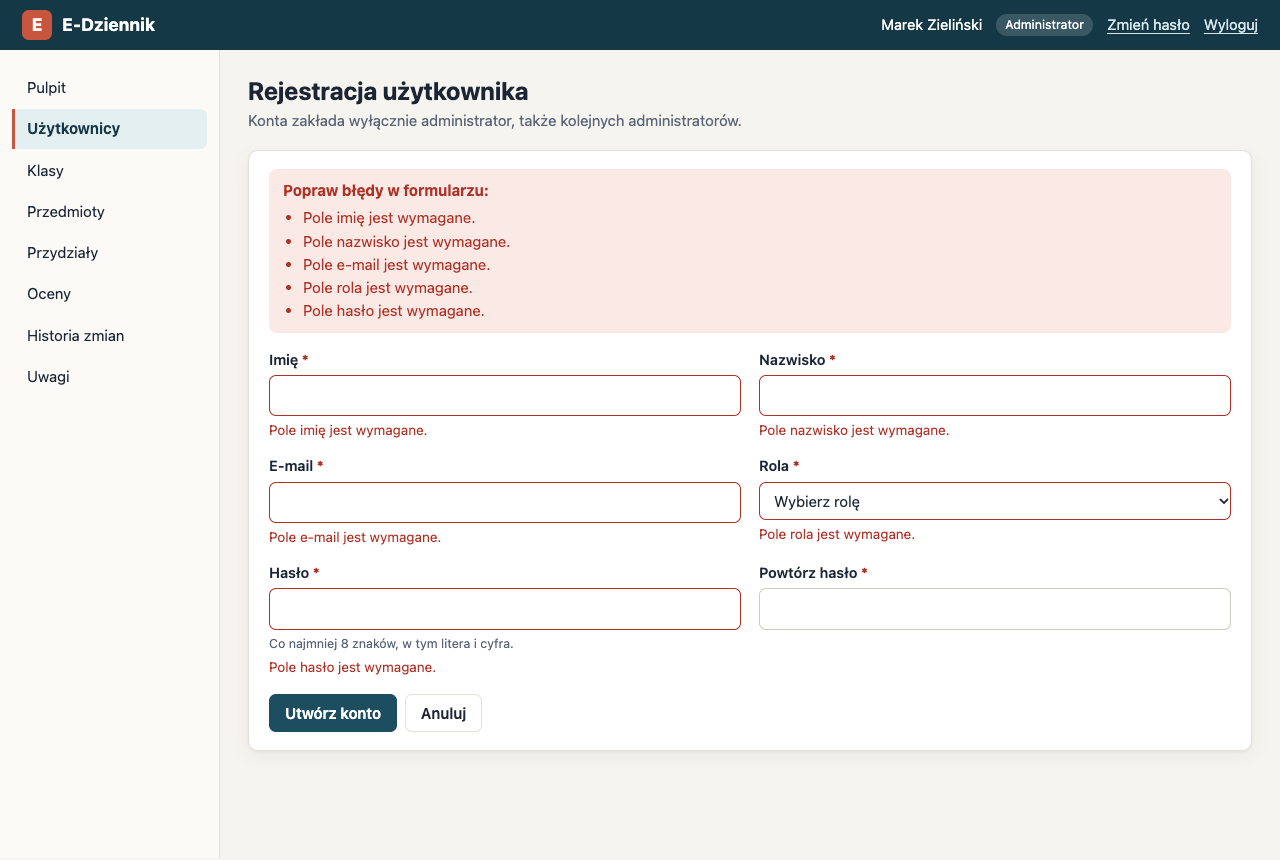 E E-Dziennik
Marek Zieliński Administrator Zmień hasło Wyloguj
Pulpit
Użytkownicy
Klasy
Przedmioty
Przydziały
Oceny
Historia zmian
Uwagi
Rejestracja użytkownika
Konta zakłada wyłącznie administrator, także kolejnych administratorów.
Popraw błędy w formularzu:
• Pole imię jest wymagane.
• Pole nazwisko jest wymagane.
• Pole e-mail jest wymagane.
• Pole rola jest wymagane.
• Pole hasło jest wymagane.
Imię *
Pole imię jest wymagane.
Nazwisko *
Pole nazwisko jest wymagane.
E-mail *
Pole e-mail jest wymagane.
Rola *
Wybierz rolę
Pole rola jest wymagane.
Hasło *
Co najmniej 8 znaków, w tym litera i cyfra.
Pole hasło jest wymagane.
Powtórz hasło *
Utwórz konto Anuluj